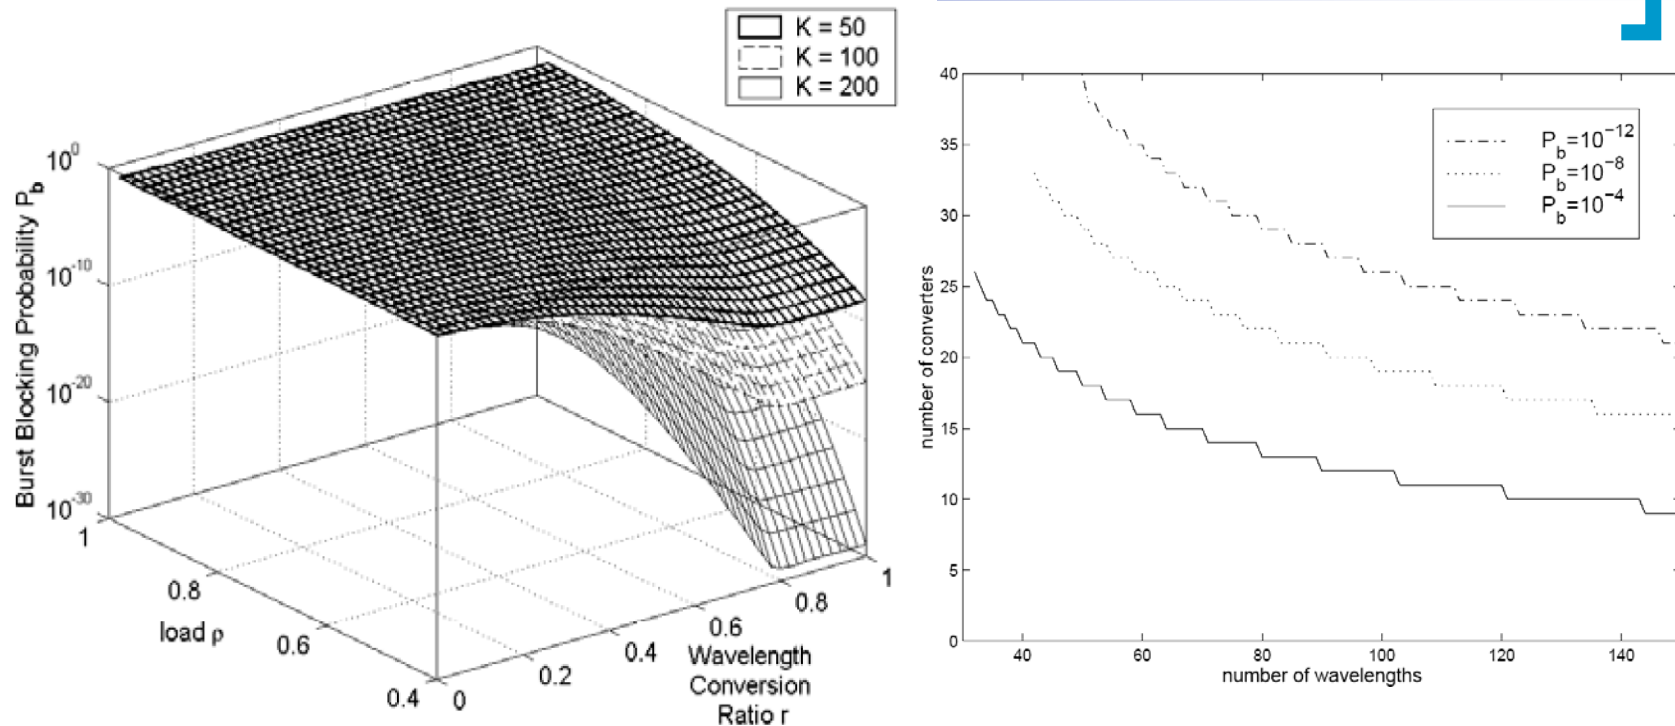 K = 50
K = 100
K = 200
10^0
10^-10
10^-20
10^-30
Burst Blocking Probability P_b
1
0.8
0.6
0.4
load ρ
0
0.2
0.4
0.6
0.8
1
Wavelength
Conversion
Ratio r
40
35
30
25
20
15
10
5
0
number of converters
P_b=10^-12
P_b=10^-8
P_b=10^-4
40
60
80
100
120
140
number of wavelengths